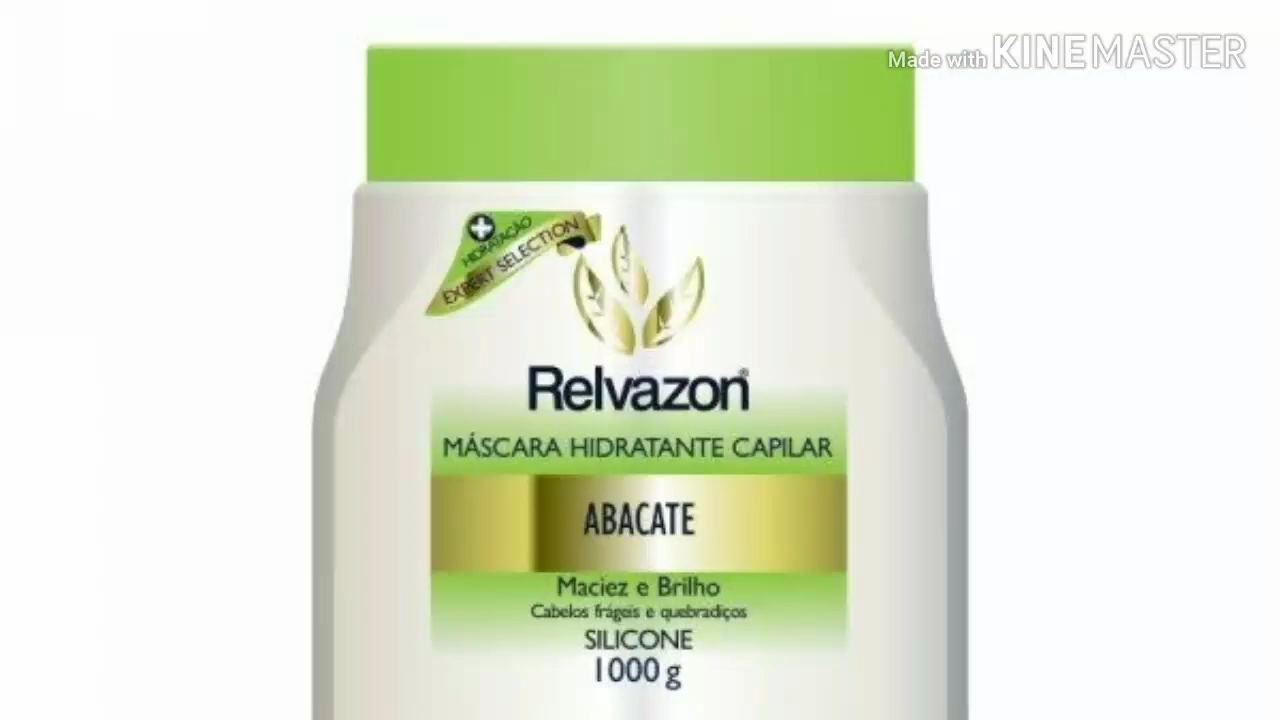 Made with KINEMASTER
HIDRATAÇÃO
EXPERT SELECTION
Relvazon®
MÁSCARA HIDRATANTE CAPILAR
ABACATE
Maciez e Brilho
Cabelos frágeis e quebradiços
SILICONE
1000 g